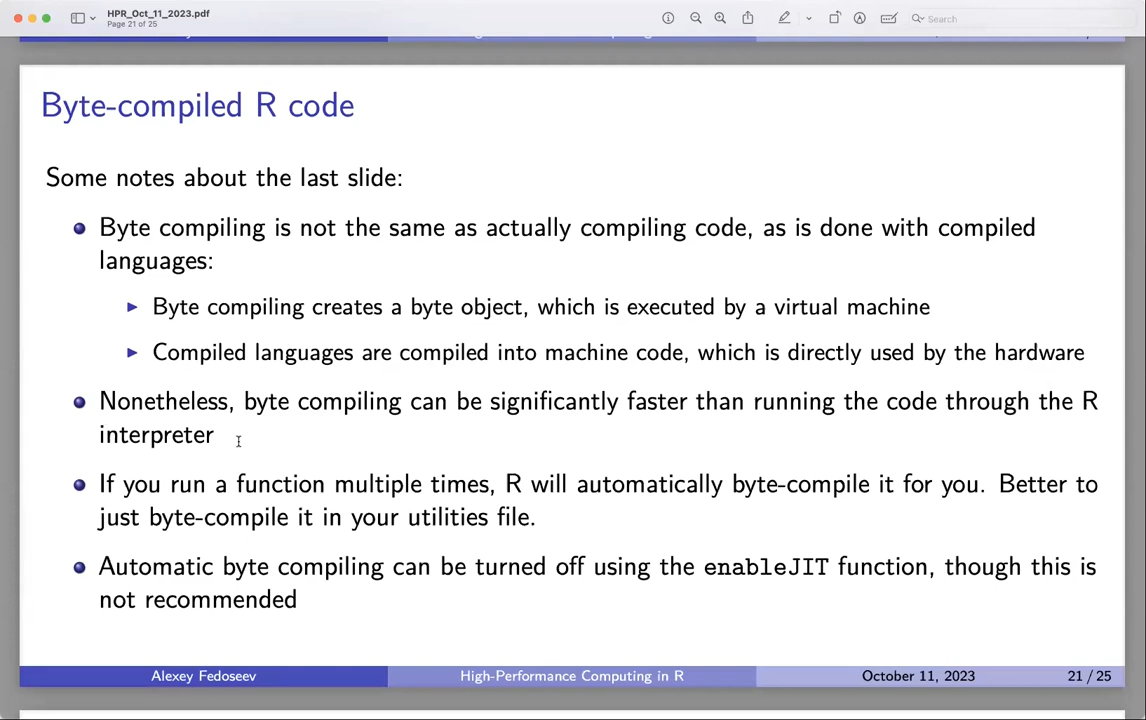 HPR_Oct_11_2023.pdf
Page 21 of 25
Search
Byte-compiled R code
Some notes about the last slide:
Byte compiling is not the same as actually compiling code, as is done with compiled
languages:
Byte compiling creates a byte object, which is executed by a virtual machine
Compiled languages are compiled into machine code, which is directly used by the hardware
Nonetheless, byte compiling can be significantly faster than running the code through the R
interpreter
If you run a function multiple times, R will automatically byte-compile it for you. Better to
just byte-compile it in your utilities file.
Automatic byte compiling can be turned off using the enableJIT function, though this is
not recommended
Alexey Fedoseev High-Performance Computing in R October 11, 2023 21 / 25